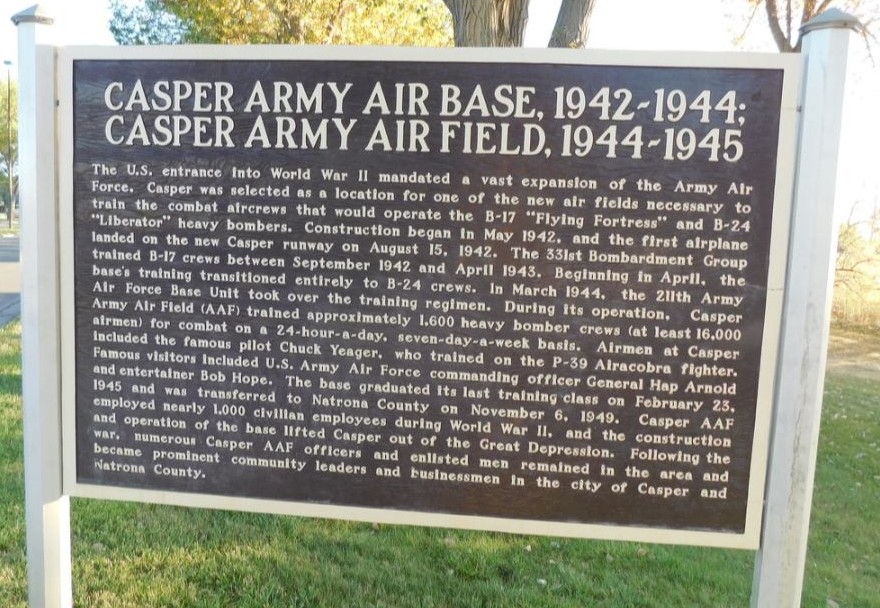 CASPER ARMY AIR BASE, 1942-1944;
CASPER ARMY AIR FIELD, 1944-1945
The U.S. entrance into World War II mandated a vast expansion of the Army Air
Force. Casper was selected as a location for one of the new air fields necessary to
train the combat aircrews that would operate the B-17 "Flying Fortress" and B-24
"Liberator" heavy bombers. Construction began in May 1942, and the first airplane
landed on the new Casper runway on August 15, 1942. The 331st Bombardment Group
trained B-17 crews between September 1942 and April 1943. Beginning in April, the
base's training transitioned entirely to B-24 crews. In March 1944, the 211th Army
Air Force Base Unit took over the training regimen. During its operation, Casper
Army Air Field (AAF) trained approximately 1,600 heavy bomber crews (at least 16,000
airmen) for combat on a 24-hour-a-day, seven-day-a-week basis. Airmen at Casper
included the famous pilot Chuck Yeager, who trained on the P-39 Airacobra fighter.
Famous visitors included U.S. Army Air Force commanding officer General Hap Arnold
and entertainer Bob Hope. The base graduated its last training class on February 23,
1945 and was transferred to Natrona County on November 6, 1949. Casper AAF
employed nearly 1,000 civilian employees during World War II, and the construction
and operation of the base lifted Casper out of the Great Depression. Following the
war, numerous Casper AAF officers and enlisted men remained in the area and
became prominent community leaders and businessmen in the city of Casper and
Natrona County.